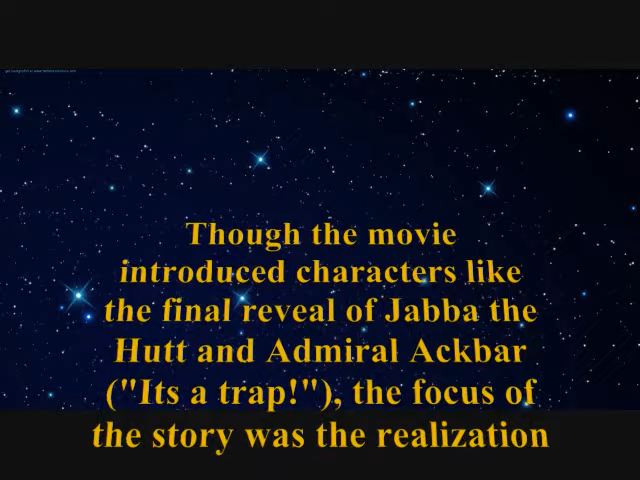 Though the movie
introduced characters like
the final reveal of Jabba the
Hutt and Admiral Ackbar
("Its a trap!"), the focus of
the story was the realization